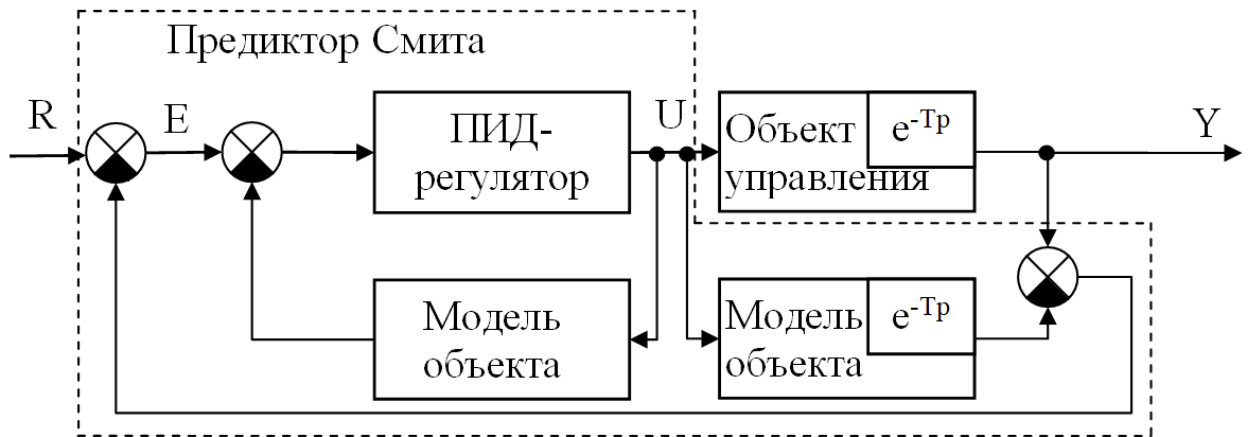 Предиктор Смита
R
E
ПИД-
регулятор
U
Объект
управления
e-Tp
Y
Модель
объекта
Модель
объекта
e-Tp